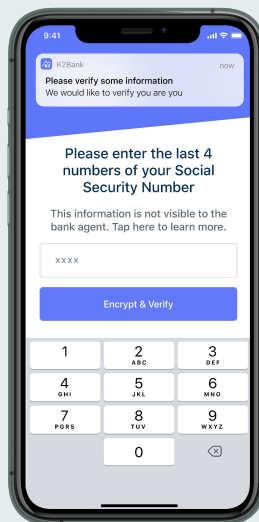 9:41
K2
K2Bank now
Please verify some information
We would like to verify you are you
Please enter the last 4
numbers of your Social
Security Number
This information is not visible to the
bank agent. Tap here to learn more.
xxxx
Encrypt & Verify
1 2 3
ABC DEF
4 5 6
GHI JKL MNO
7 8 9
PQRS TUV WXYZ
0